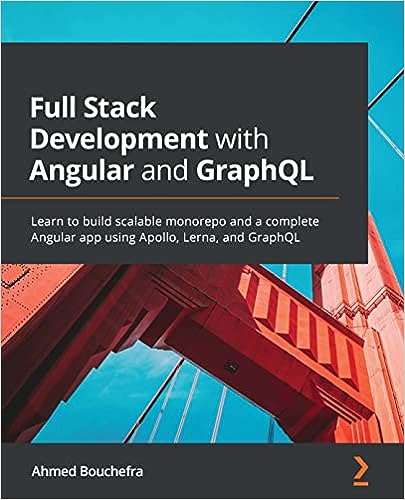 Full Stack
Development with
Angular and GraphQL
Learn to build scalable monorepo and a complete
Angular app using Apollo, Lerna, and GraphQL
Ahmed Bouchefra